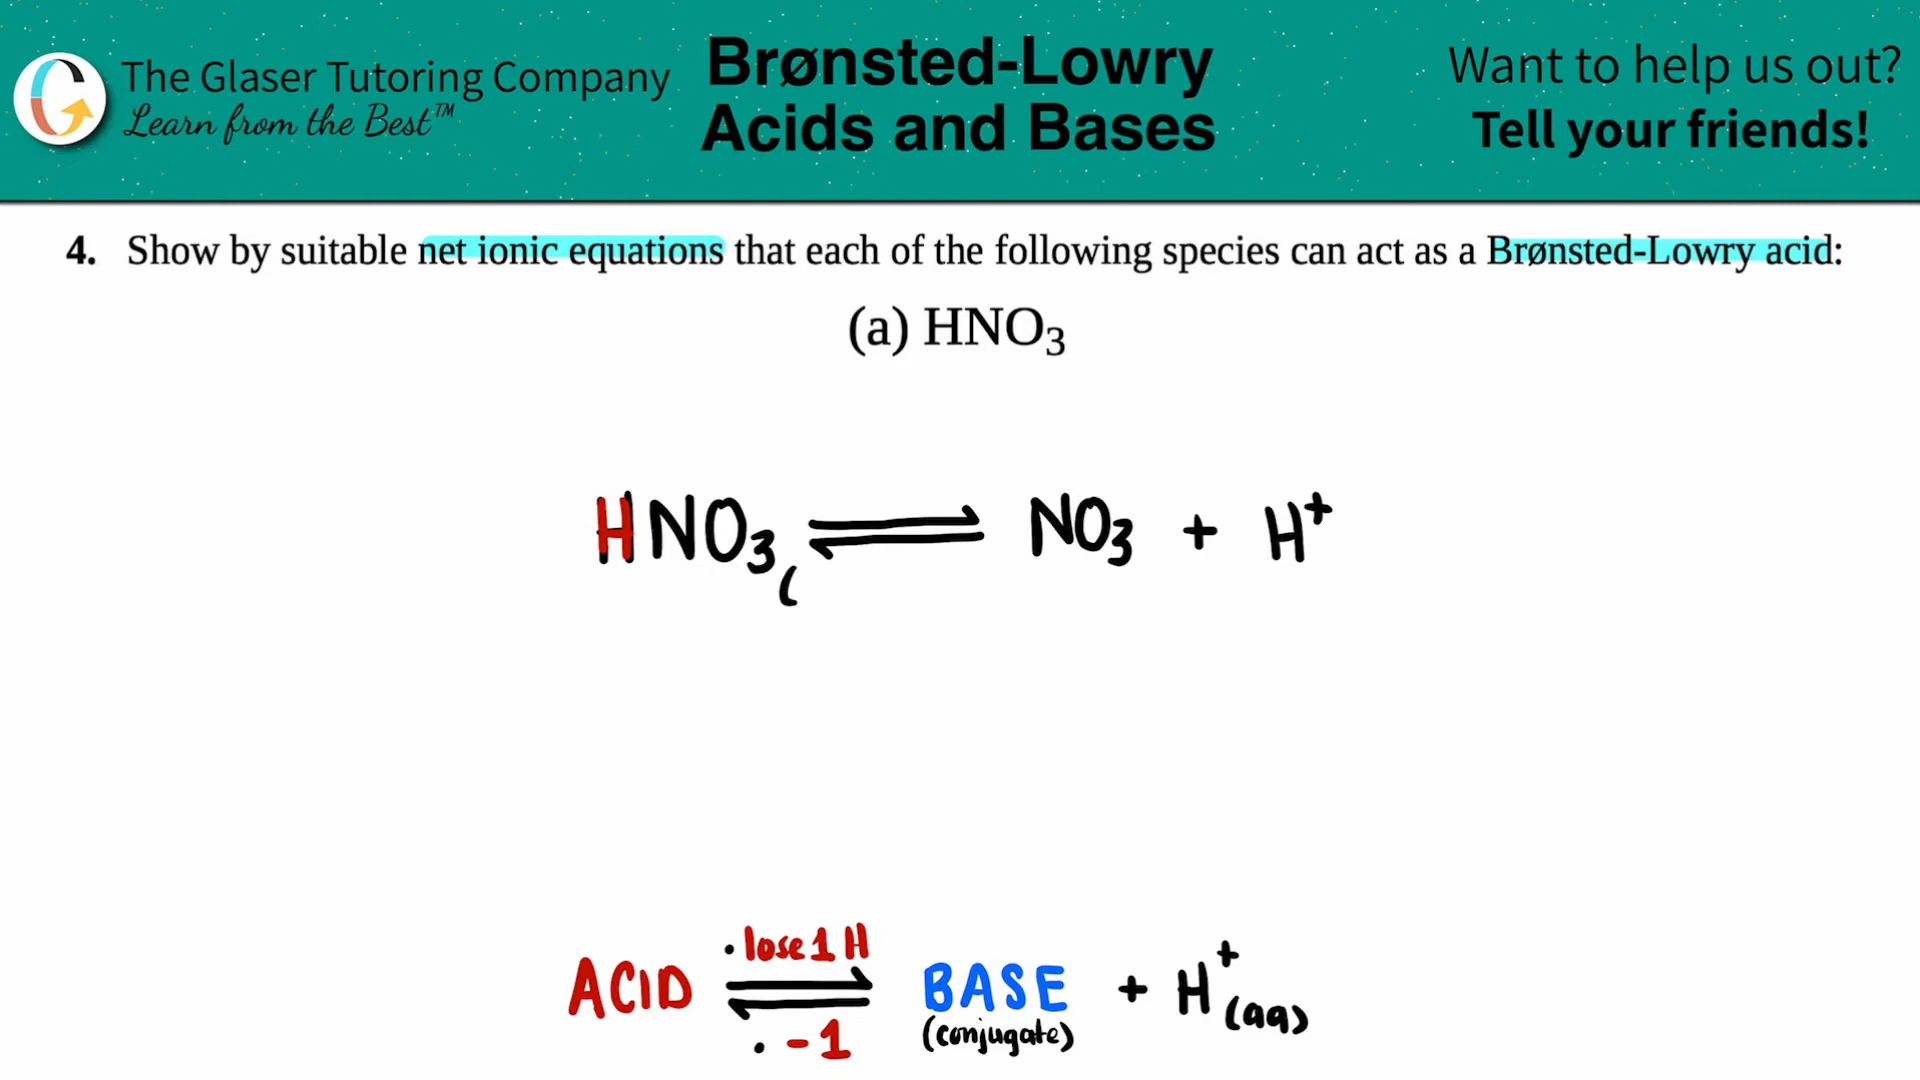 The Glaser Tutoring Company
Learn from the Best™
Brønsted-Lowry
Acids and Bases
Want to help us out?
Tell your friends!
4. Show by suitable net ionic equations that each of the following species can act as a Brønsted-Lowry acid:
(a) HNO₃
HNO₃( ⇌ NO₃ + H⁺
• lose 1 H
ACID ⇌ BASE + H⁺(aq)
• -1 (conjugate)